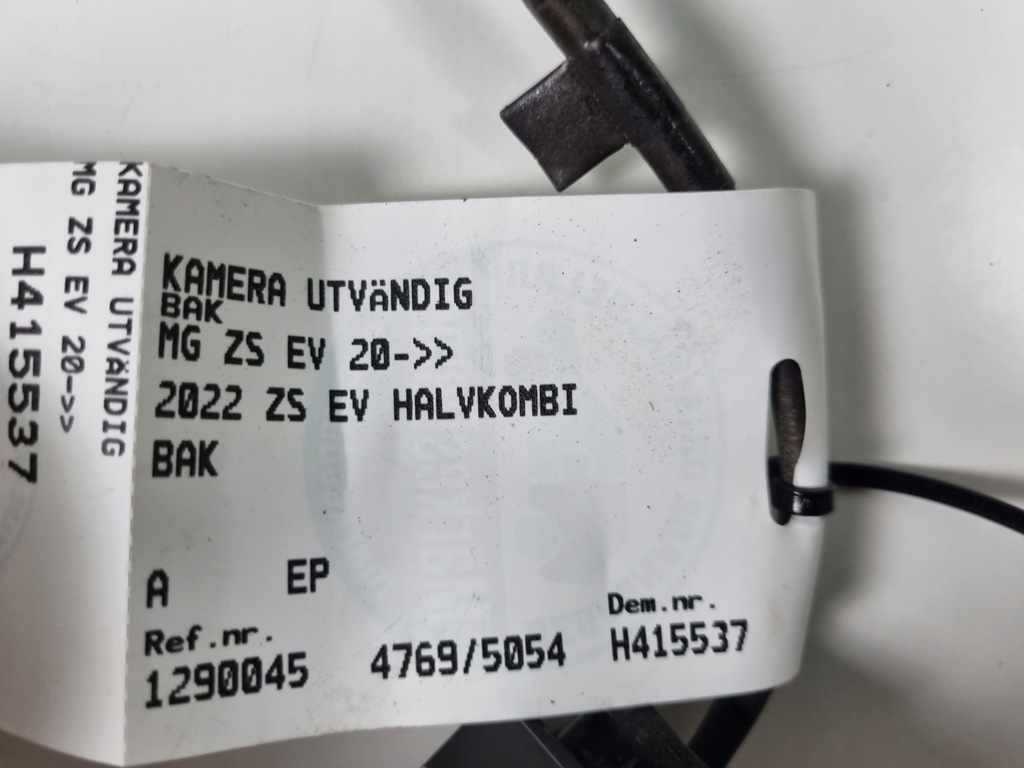 KAMERA UTVäNDIG
MG ZS EV 20->>
H415537
KAMERA UTVäNDIG
BAK
MG ZS EV 20->>
2022 ZS EV HALVKOMBI
BAK
A EP
Ref.nr. Dem.nr.
1290045 4769/5054 H415537